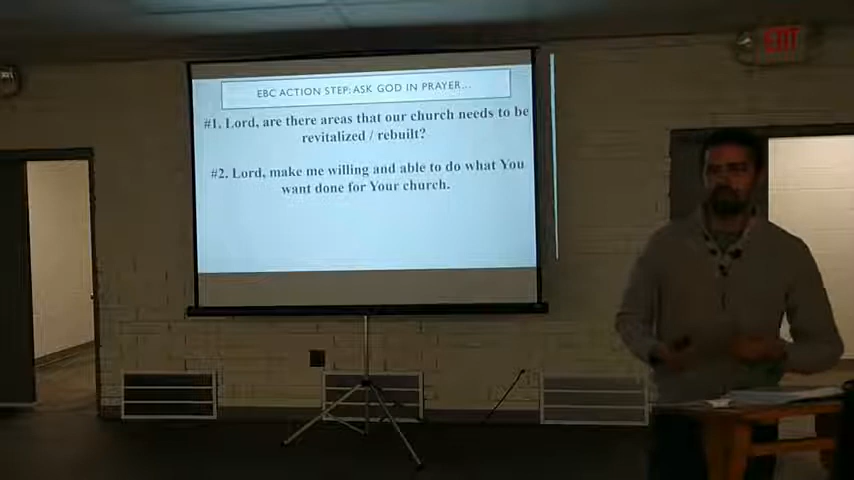 EXIT
EBC ACTION STEP: ASK GOD IN PRAYER...
#1. Lord, are there areas that our church needs to be
revitalized / rebuilt?
#2. Lord, make me willing and able to do what You
want done for Your church.